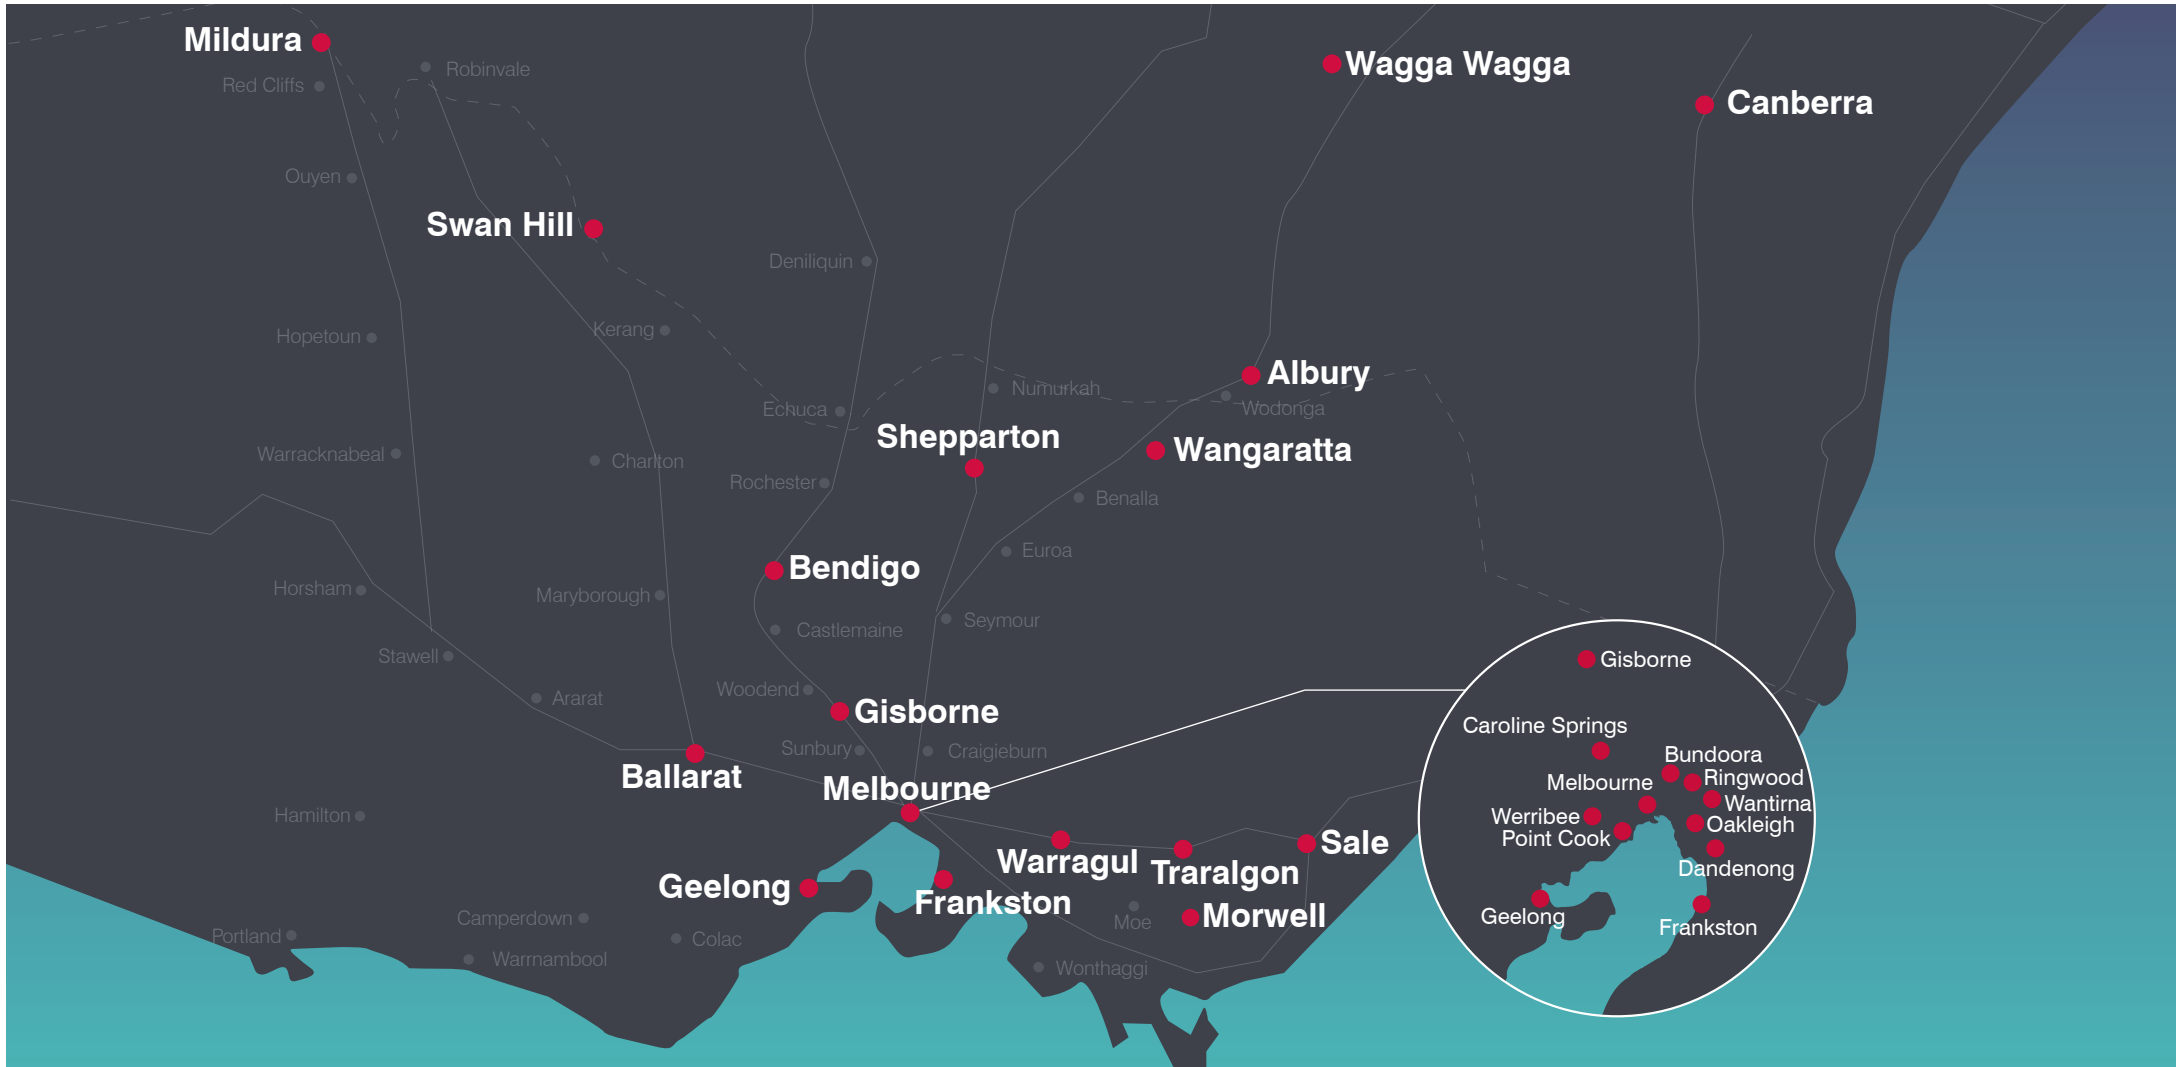 Mildura
Robinvale
Red Cliffs
Wagga Wagga
Canberra
Ouyen
Swan Hill
Deniliquin
Hopetoun
Kerang
Albury
Numurkah
Wodonga
Echuca
Shepparton
Wangaratta
Warracknabeal
Charlton
Rochester
Benalla
Euroa
Bendigo
Horsham
Maryborough
Castlemaine
Seymour
Stawell
Ararat
Woodend
Gisborne
Sunbury
Craigieburn
Ballarat
Melbourne
Hamilton
Warragul
Traralgon
Sale
Geelong
Frankston
Morwell
Moe
Camperdown
Portland
Colac
Warrnambool
Wonthaggi
Gisborne
Caroline Springs
Bundoora
Melbourne
Ringwood
Wantirna
Werribee
Oakleigh
Point Cook
Dandenong
Geelong
Frankston